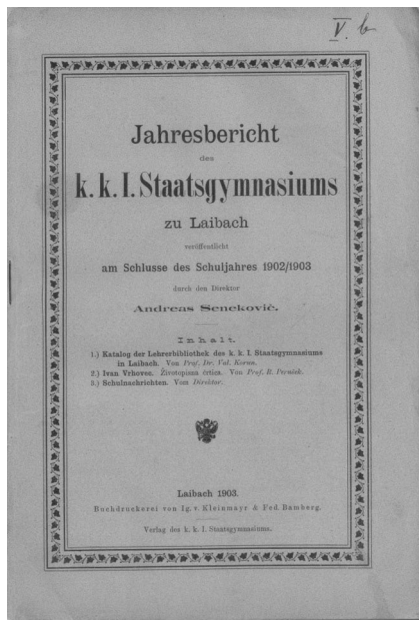 V. b
Jahresbericht
des
k. k. I. Staatsgymnasiums
zu Laibach
veröffentlicht
am Schlusse des Schuljahres 1902/1903
durch den Direktor
Andreas Senekovič.
Inhalt.
1.) Katalog der Lehrerbibliothek des k. k. I. Staatsgymnasiums
in Laibach. Von Prof. Dr. Val. Korun.
2.) Ivan Vrhovec. Životopisna črtica. Von Prof. R. Perušek.
3.) Schulnachrichten. Vom Direktor.
Laibach 1903.
Buchdruckerei von Ig. v. Kleinmayr & Fed. Bamberg.
Verlag des k. k. I. Staatsgymnasiums.